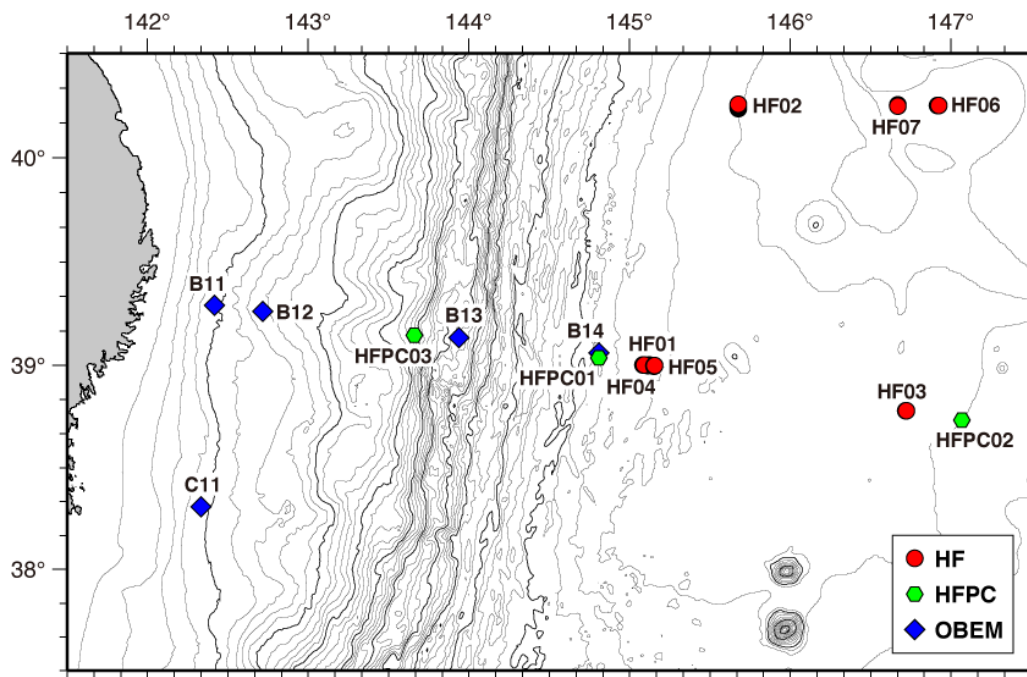 142° 143° 144° 145° 146° 147°
HF02
HF06
HF07
40°
B11
B12
B13
B14
HF01
HFPC03
HF05
39°
HFPC01
HF04
HF03
HFPC02
C11
HF
38°
HFPC
OBEM